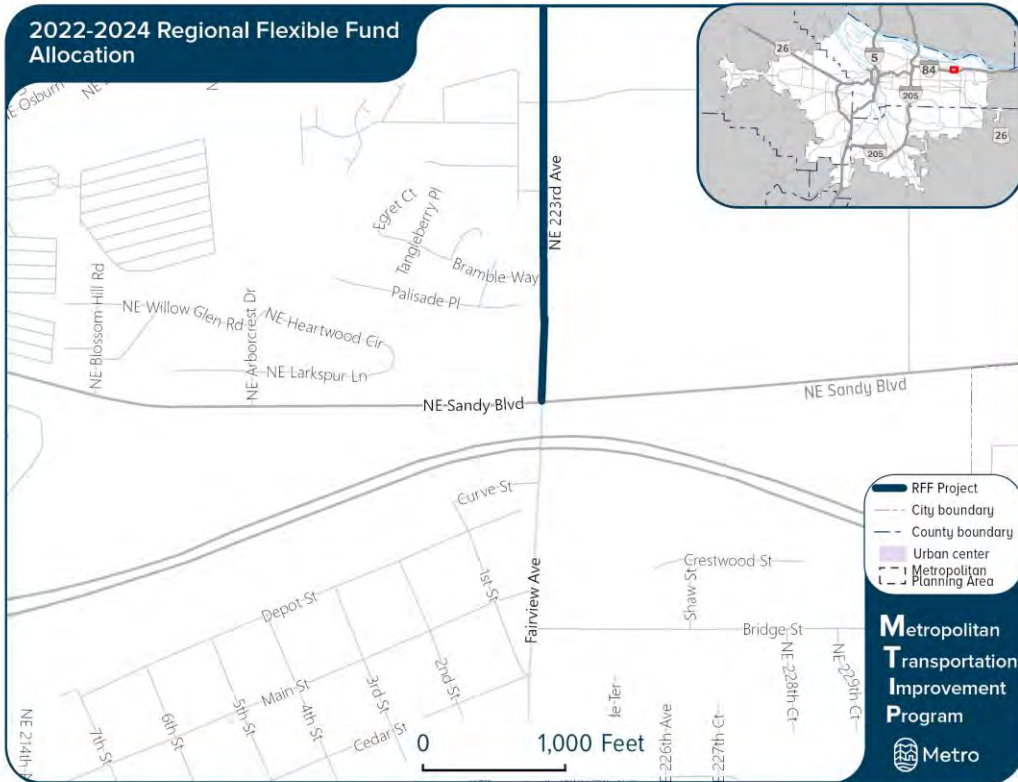 2022-2024 Regional Flexible Fund
Allocation
26
5
84
205
26
205
NE Osburn
NE 223rd Ave
Egret Ct
Tangleberry Pl
Bramble Way
Palisade Pl
NE Blossom Hill Rd
NE Willow Glen Rd
NE Arborcrest Dr
NE Heartwood Cir
NE Larkspur Ln
NE Sandy Blvd
NE Sandy Blvd
Curve St
1st St
Fairview Ave
Depot St
Crestwood St
Shaw St
Bridge St
2nd St
Main St
3rd St
4th St
5th St
6th St
7th St
Cedar St
NE 214th
le Ter
E 226th Ave
E 227th Ct
NE 228th Ct
NE 229th Ct
0 1,000 Feet
RFF Project
City boundary
County boundary
Urban center
Metropolitan
Planning Area
Metropolitan
Transportation
Improvement
Program
Metro